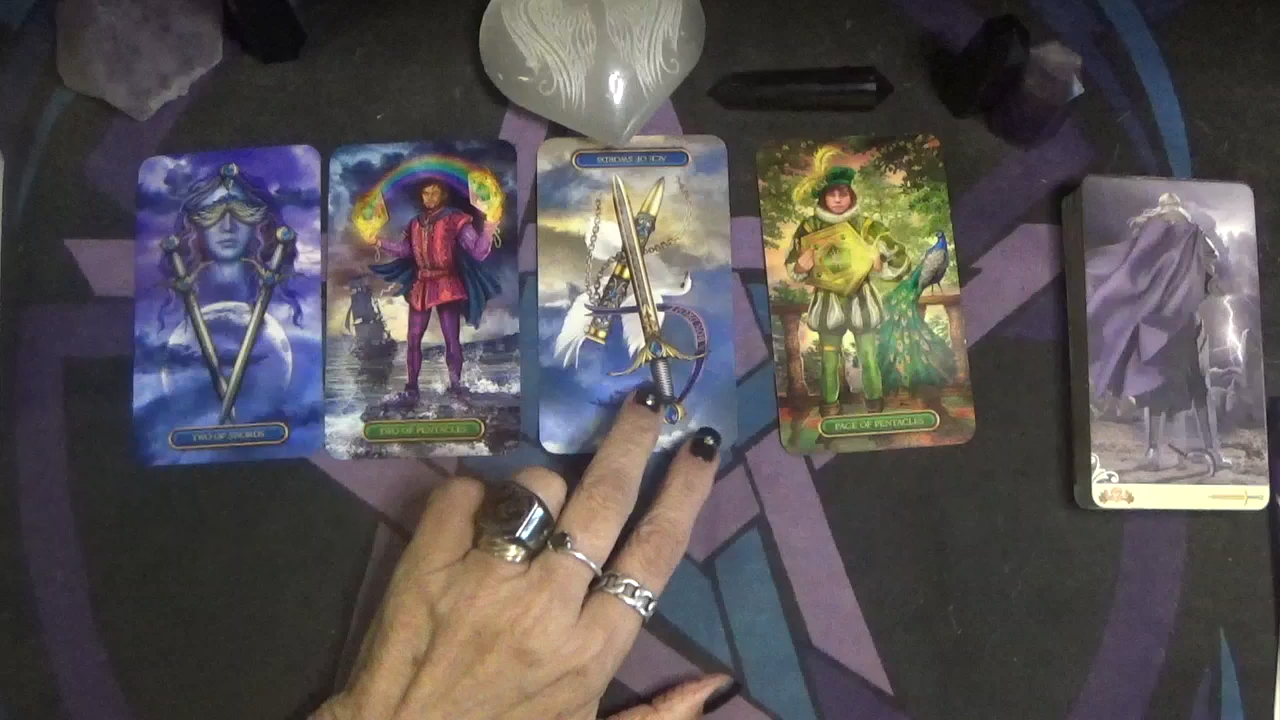 TWO OF SWORDS
TWO OF PENTACLES
ACE OF SWORDS
PAGE OF PENTACLES